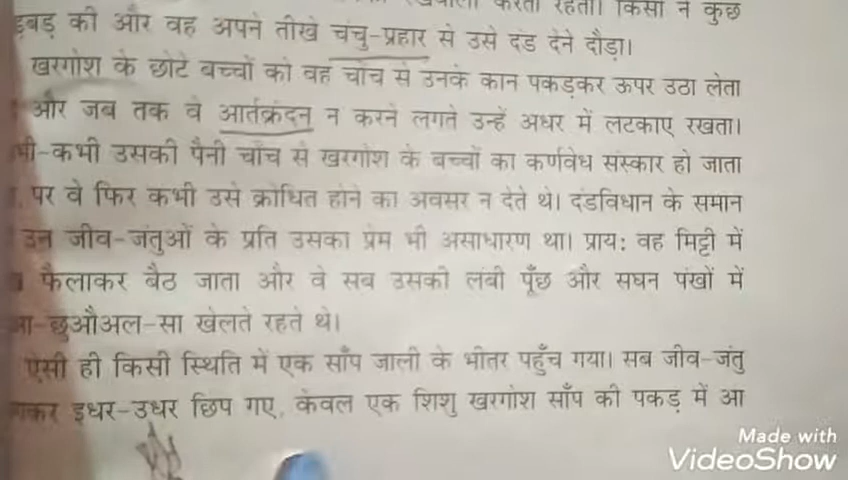 करता रहता। किसी ने कुछ
की और वह अपने तीखे चंचु-प्रहार से उसे दंड देने दौड़ा।
खरगोश के छोटे बच्चों को वह चोंच से उनके कान पकड़कर ऊपर उठा लेता
और जब तक वे आर्तक्रंदन न करने लगते उन्हें अधर में लटकाए रखता।
-कभी उसकी पैनी चोंच से खरगोश के बच्चों का कर्णवेध संस्कार हो जाता
, पर वे फिर कभी उसे क्रोधित होने का अवसर न देते थे। दंडविधान के समान
उन जीव-जंतुओं के प्रति उसका प्रेम भी असाधारण था। प्राय: वह मिट्टी में
फैलाकर बैठ जाता और वे सब उसकी लंबी पूँछ और सघन पंखों में
-छुऔअल-सा खेलते रहते थे।
ऐसी ही किसी स्थिति में एक साँप जाली के भीतर पहुँच गया। सब जीव-जंतु
इधर-उधर छिप गए, केवल एक शिशु खरगोश साँप की पकड़ में आ
Made with
VideoShow